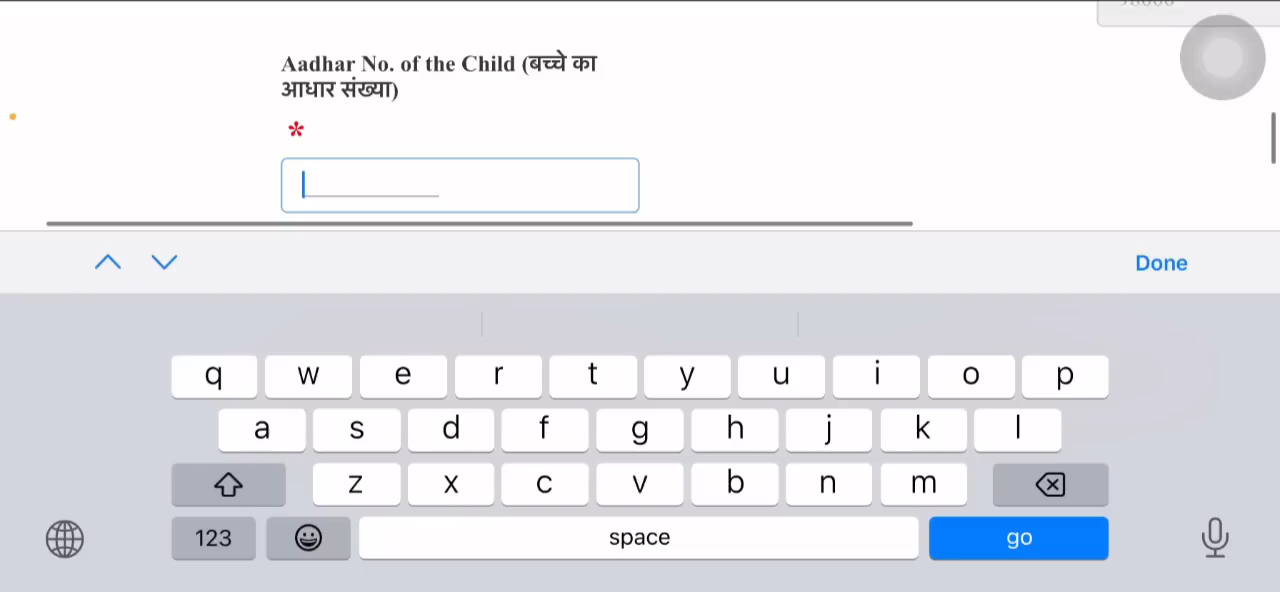 Aadhar No. of the Child (बच्चे का
आधार संख्या)
*
Done
q w e r t y u i o p
a s d f g h j k l
z x c v b n m
123 space go